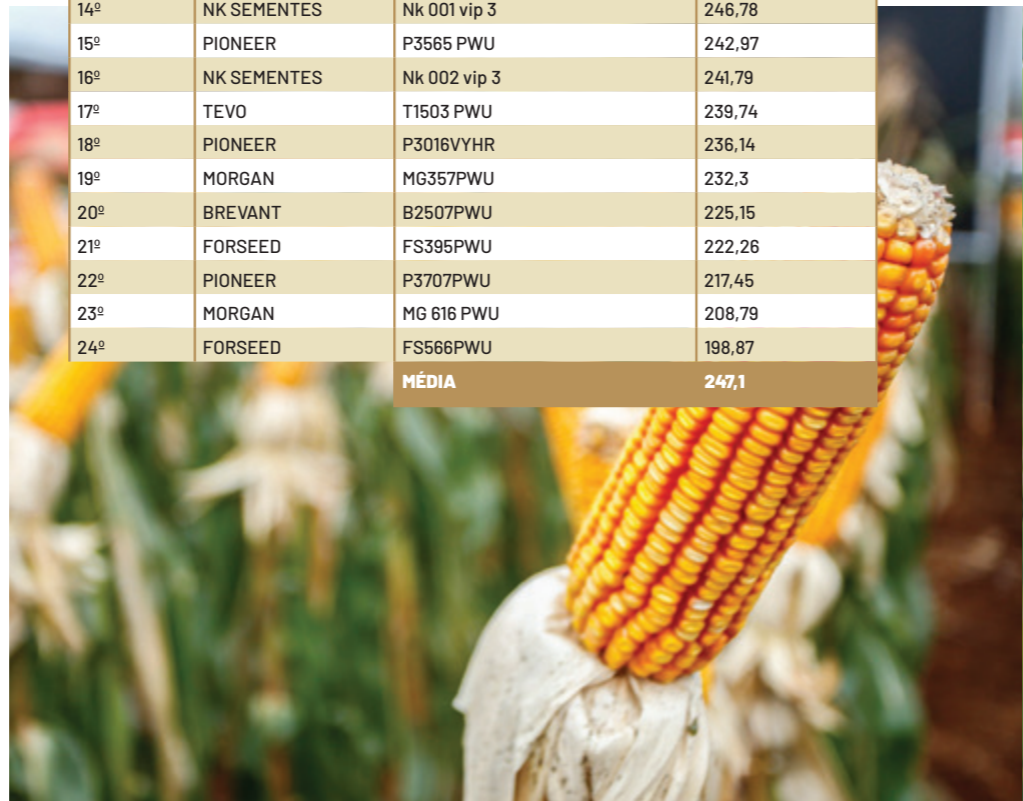 14º NK SEMENTES Nk 001 vip 3 246,78
15º PIONEER P3565 PWU 242,97
16º NK SEMENTES Nk 002 vip 3 241,79
17º TEVO T1503 PWU 239,74
18º PIONEER P3016VYHR 236,14
19º MORGAN MG357PWU 232,3
20º BREVANT B2507PWU 225,15
21º FORSEED FS395PWU 222,26
22º PIONEER P3707PWU 217,45
23º MORGAN MG 616 PWU 208,79
24º FORSEED FS566PWU 198,87
MÉDIA 247,1